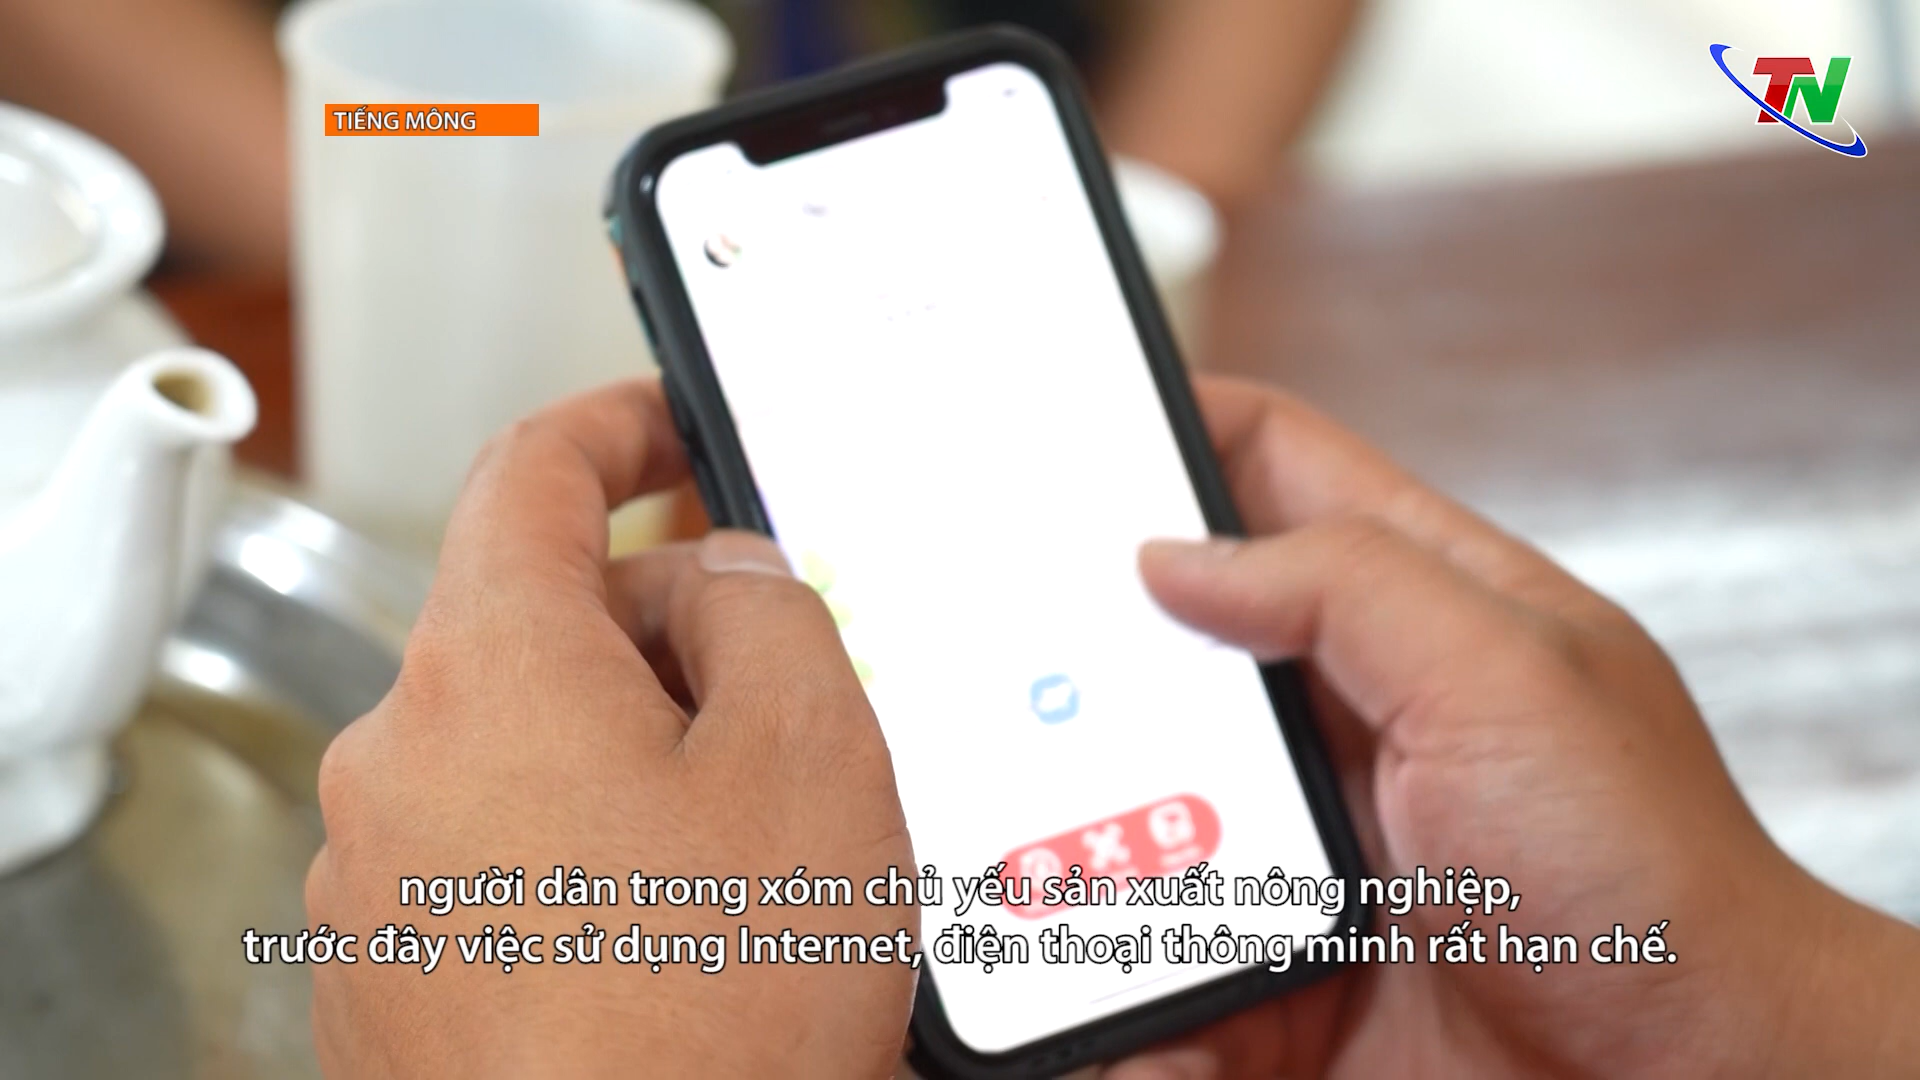 TIẾNG MÔNG
TN
người dân trong xóm chủ yếu sản xuất nông nghiệp,
trước đây việc sử dụng Internet, điện thoại thông minh rất hạn chế.